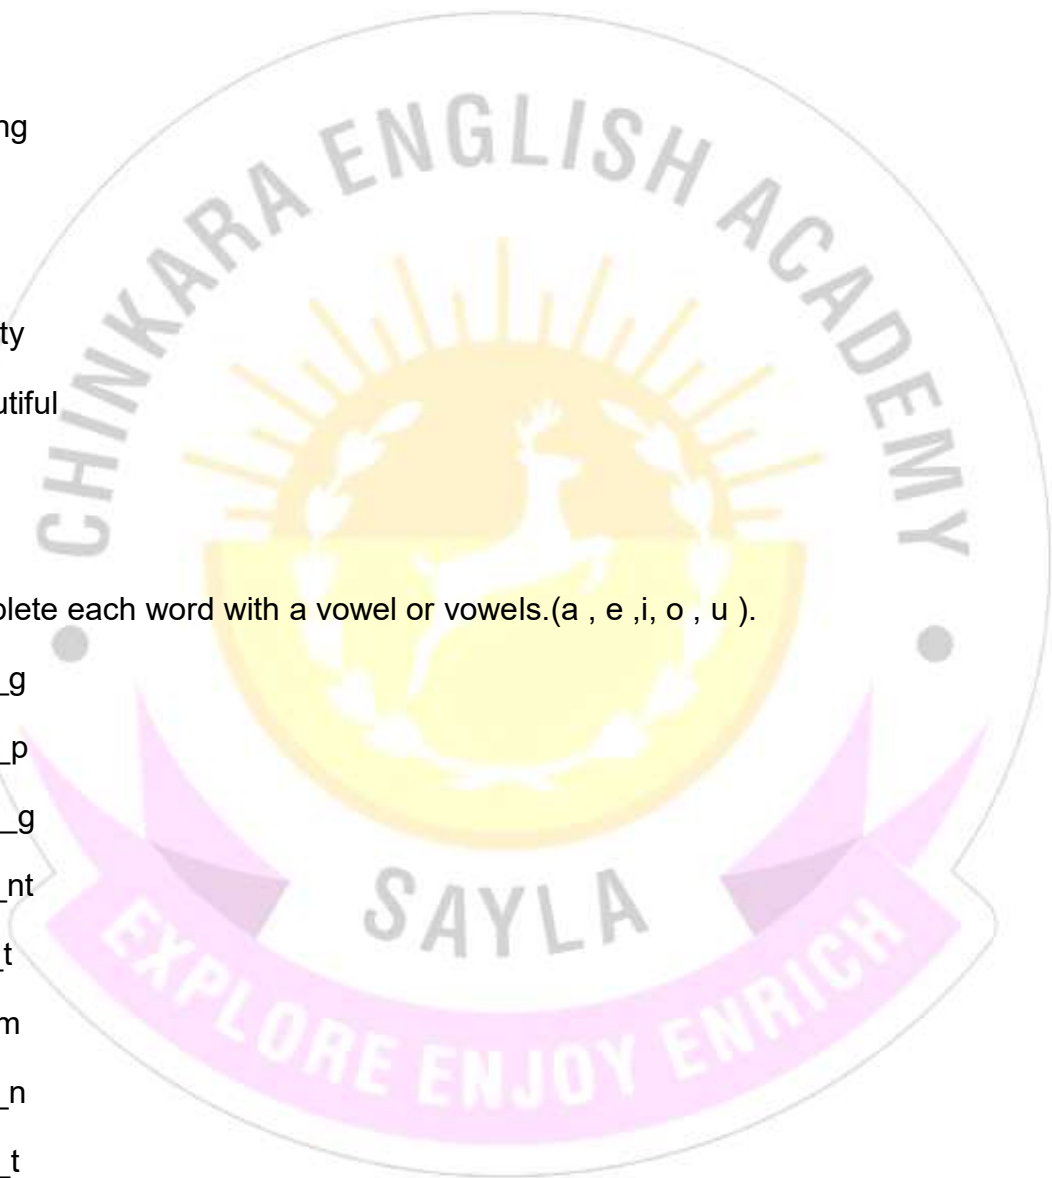 CHINKARA ENGLISH ACADEMY
ng
ty
utiful
plete each word with a vowel or vowels.(a , e ,i, o , u ).
_g
_p
_g
_nt
_t
m
_n
_t
SAYLA
EXPLORE ENJOY ENRICH